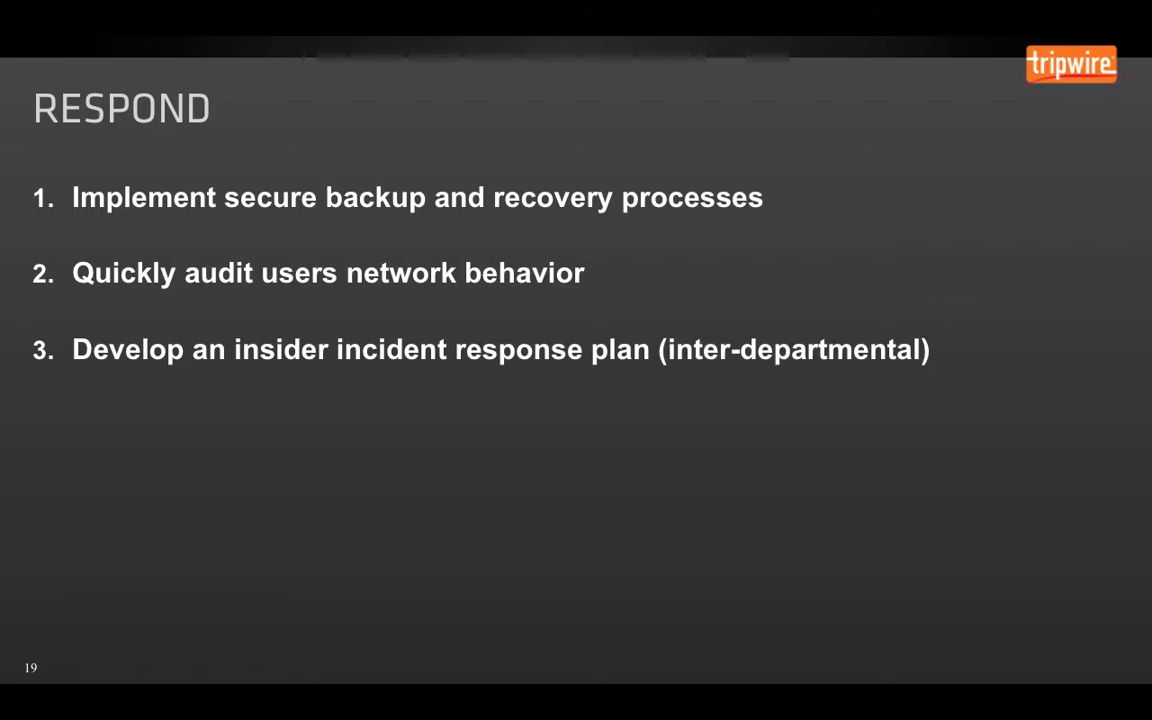 tripwire
RESPOND
1. Implement secure backup and recovery processes
2. Quickly audit users network behavior
3. Develop an insider incident response plan (inter-departmental)
19